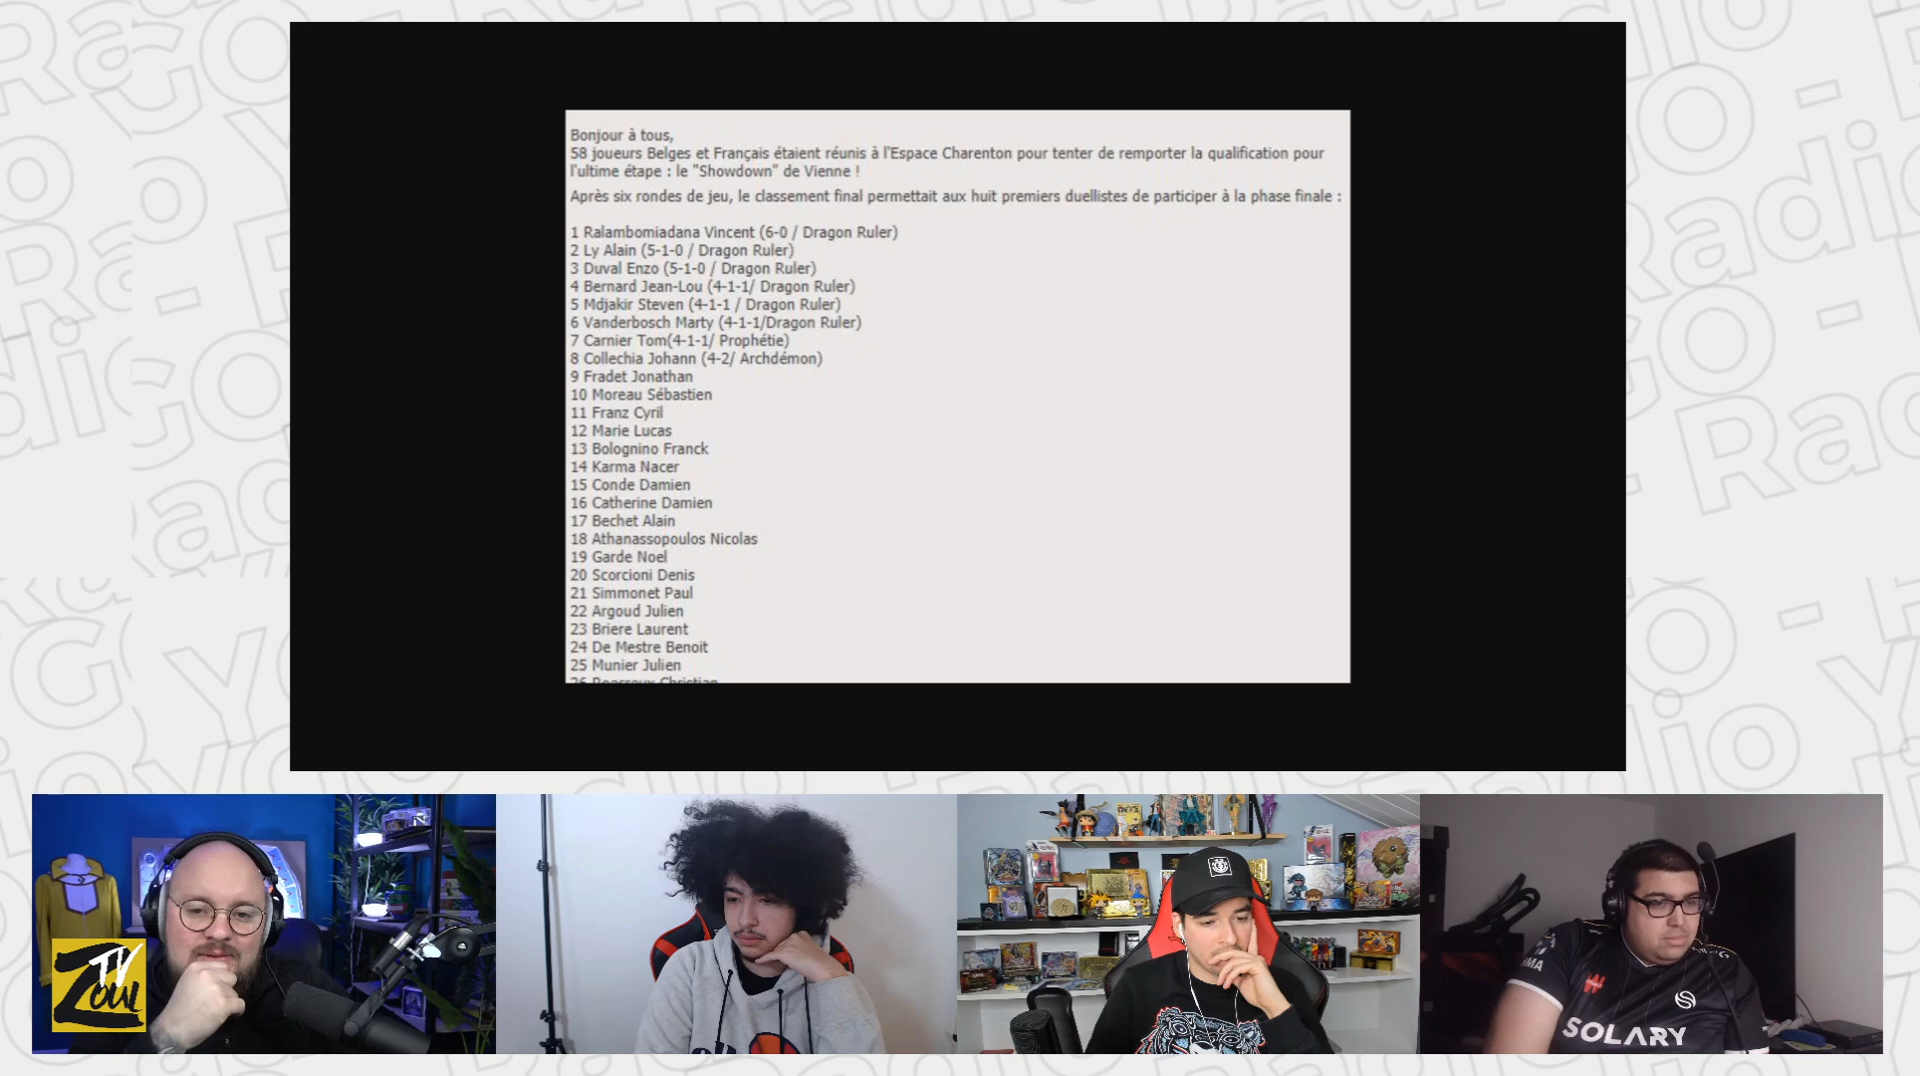 Bonjour à tous,
58 joueurs Belges et Français étaient réunis à l'Espace Charenton pour tenter de remporter la qualification pour
l'ultime étape : le "Showdown" de Vienne !
Après six rondes de jeu, le classement final permettait aux huit premiers duellistes de participer à la phase finale :
1 Ralambomiadana Vincent (6-0 / Dragon Ruler)
2 Ly Alain (5-1-0 / Dragon Ruler)
3 Duval Enzo (5-1-0 / Dragon Ruler)
4 Bernard Jean-Lou (4-1-1/ Dragon Ruler)
5 Mdjakir Steven (4-1-1 / Dragon Ruler)
6 Vanderbosch Marty (4-1-1/Dragon Ruler)
7 Carnier Tom(4-1-1/ Prophétie)
8 Collechia Johann (4-2/ Archdémon)
9 Fradet Jonathan
10 Moreau Sébastien
11 Franz Cyril
12 Marie Lucas
13 Bolognino Franck
14 Karma Nacer
15 Conde Damien
16 Catherine Damien
17 Bechet Alain
18 Athanassopoulos Nicolas
19 Garde Noel
20 Scorcioni Denis
21 Simmonet Paul
22 Argoud Julien
23 Briere Laurent
24 De Mestre Benoit
25 Munier Julien
26 Christian
TV
Zoul
SOLARY